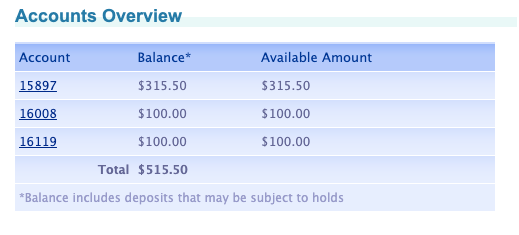 Accounts Overview
Account Balance* Available Amount
15897 $315.50 $315.50
16008 $100.00 $100.00
16119 $100.00 $100.00
Total $515.50
*Balance includes deposits that may be subject to holds